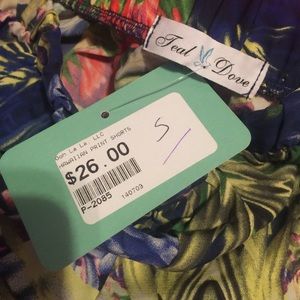 Teal Dove
Ooh La La, LLC
HAWAIIAN PRINT SHORTS
$26.00
P-2085
140709
S